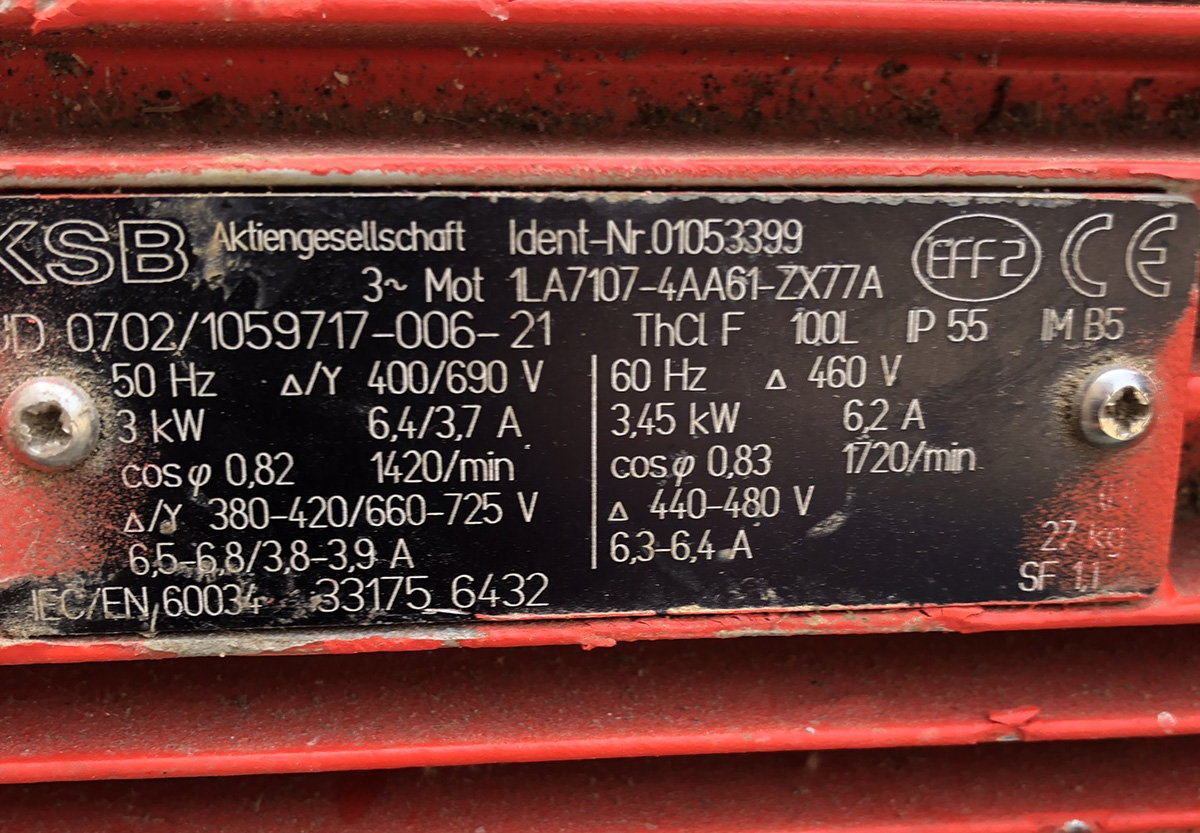 KSB Aktiengesellschaft Ident-Nr.01053399 EFF2 CE
3~ Mot 1LA7107-4AA61-ZX77A
UD 0702/1059717-006-21 ThCl F 100L IP 55 IM B5
50 Hz Δ/Y 400/690 V 60 Hz Δ 460 V
3 kW 6,4/3,7 A 3,45 kW 6,2 A
cosφ 0,82 1420/min cosφ 0,83 1720/min
Δ/Y 380-420/660-725 V Δ 440-480 V
6,5-6,8/3,8-3,9 A 6,3-6,4 A 27 kg
IEC/EN 60034 33175 6432 SF 1.1